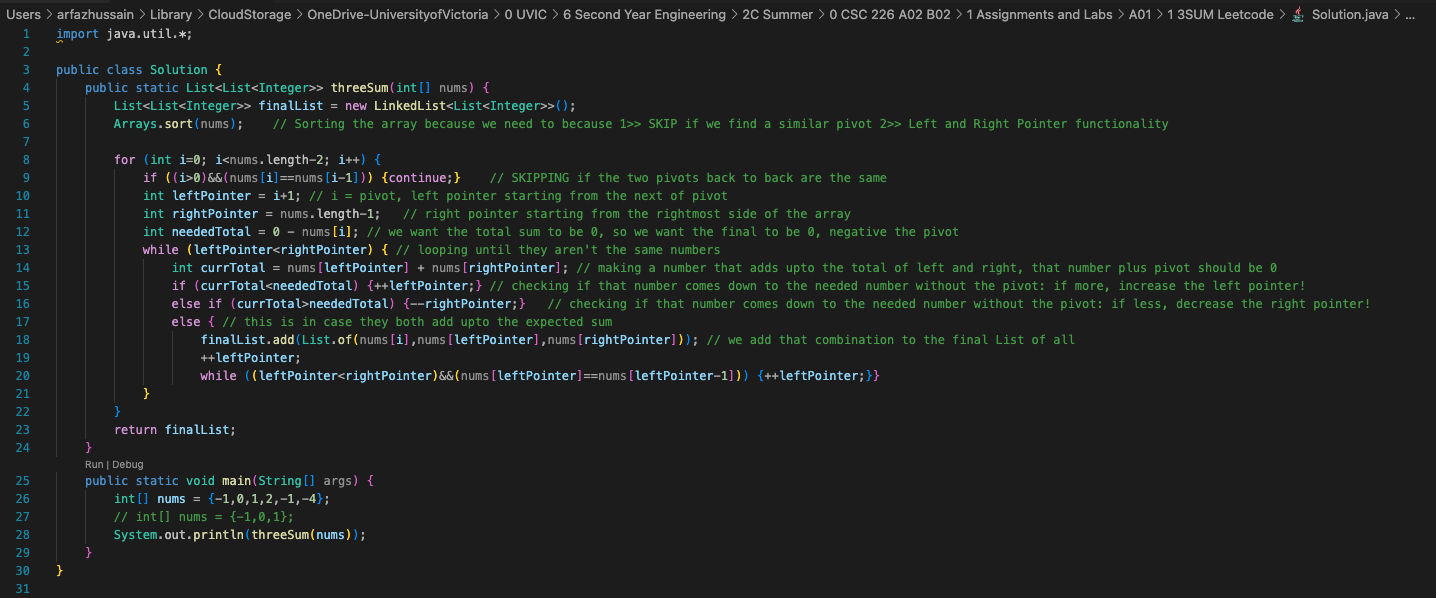 Users > arfazhussain > Library > CloudStorage > OneDrive-UniversityofVictoria > 0 UVIC > 6 Second Year Engineering > 2C Summer > 0 CSC 226 A02 B02 > 1 Assignments and Labs > A01 > 1 3SUM Leetcode > Solution.java > ...
1 import java.util.*;
2
3 public class Solution {
4 public static List<List<Integer>> threeSum(int[] nums) {
5 List<List<Integer>> finalList = new LinkedList<List<Integer>>();
6 Arrays.sort(nums); // Sorting the array because we need to because 1>> SKIP if we find a similar pivot 2>> Left and Right Pointer functionality
7
8 for (int i=0; i<nums.length-2; i++) {
9 if ((i>0)&&(nums[i]==nums[i-1])) {continue;} // SKIPPING if the two pivots back to back are the same
10 int leftPointer = i+1; // i = pivot, left pointer starting from the next of pivot
11 int rightPointer = nums.length-1; // right pointer starting from the rightmost side of the array
12 int neededTotal = 0 - nums[i]; // we want the total sum to be 0, so we want the final to be 0, negative the pivot
13 while (leftPointer<rightPointer) { // looping until they aren't the same numbers
14 int currTotal = nums[leftPointer] + nums[rightPointer]; // making a number that adds upto the total of left and right, that number plus pivot should be 0
15 if (currTotal<neededTotal) {++leftPointer;} // checking if that number comes down to the needed number without the pivot: if more, increase the left pointer!
16 else if (currTotal>neededTotal) {--rightPointer;} // checking if that number comes down to the needed number without the pivot: if less, decrease the right pointer!
17 else { // this is in case they both add upto the expected sum
18 finalList.add(List.of(nums[i],nums[leftPointer],nums[rightPointer])); // we add that combination to the final List of all
19 ++leftPointer;
20 while ((leftPointer<rightPointer)&&(nums[leftPointer]==nums[leftPointer-1])) {++leftPointer;}}
21 }
22 }
23 return finalList;
24 }
Run | Debug
25 public static void main(String[] args) {
26 int[] nums = {-1,0,1,2,-1,-4};
27 // int[] nums = {-1,0,1};
28 System.out.println(threeSum(nums));
29 }
30 }
31